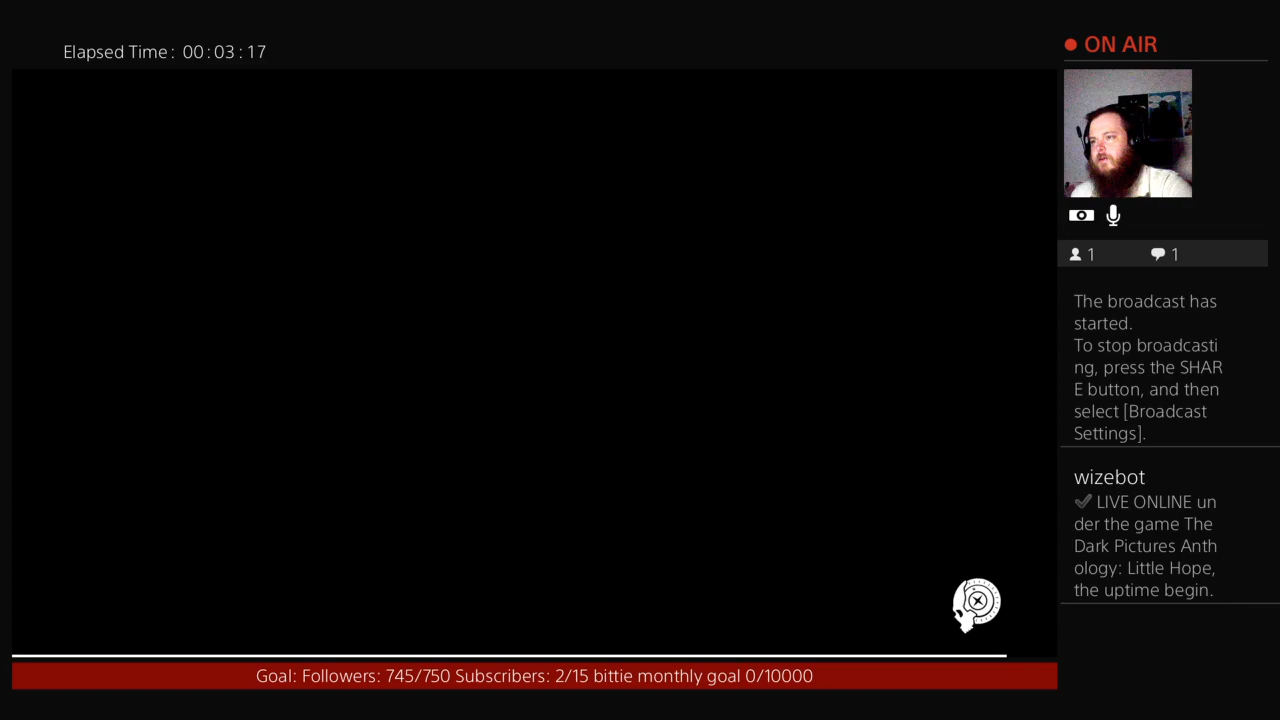 Elapsed Time: 00:03:17
ON AIR
1 1
The broadcast has
started.
To stop broadcasti
ng, press the SHAR
E button, and then
select [Broadcast
Settings].
wizebot
✔ LIVE ONLINE un
der the game The
Dark Pictures Anth
ology: Little Hope,
the uptime begin.
Goal: Followers: 745/750 Subscribers: 2/15 bittie monthly goal 0/10000